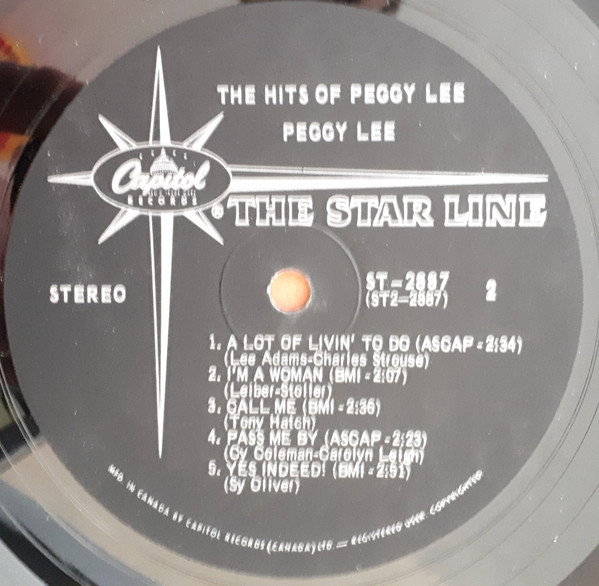 THE HITS OF PEGGY LEE
PEGGY LEE
Capitol
RECORDS
® THE STAR LINE
STEREO
ST-2887
(ST2-2887)
2
1. A LOT OF LIVIN' TO DO (ASCAP - 2:34)
(Lee Adams-Charles Strouse)
2. I'M A WOMAN (BMI - 2:07)
(Leiber-Stoller)
3. CALL ME (BMI - 2:36)
(Tony Hatch)
4. PASS ME BY (ASCAP - 2:23)
(Cy Coleman-Carolyn Leigh)
5. YES INDEED! (BMI - 2:51)
(Sy Oliver)
MFD. IN CANADA BY CAPITOL RECORDS (CANADA) LTD. — REGISTERED USER. COPYRIGHTED